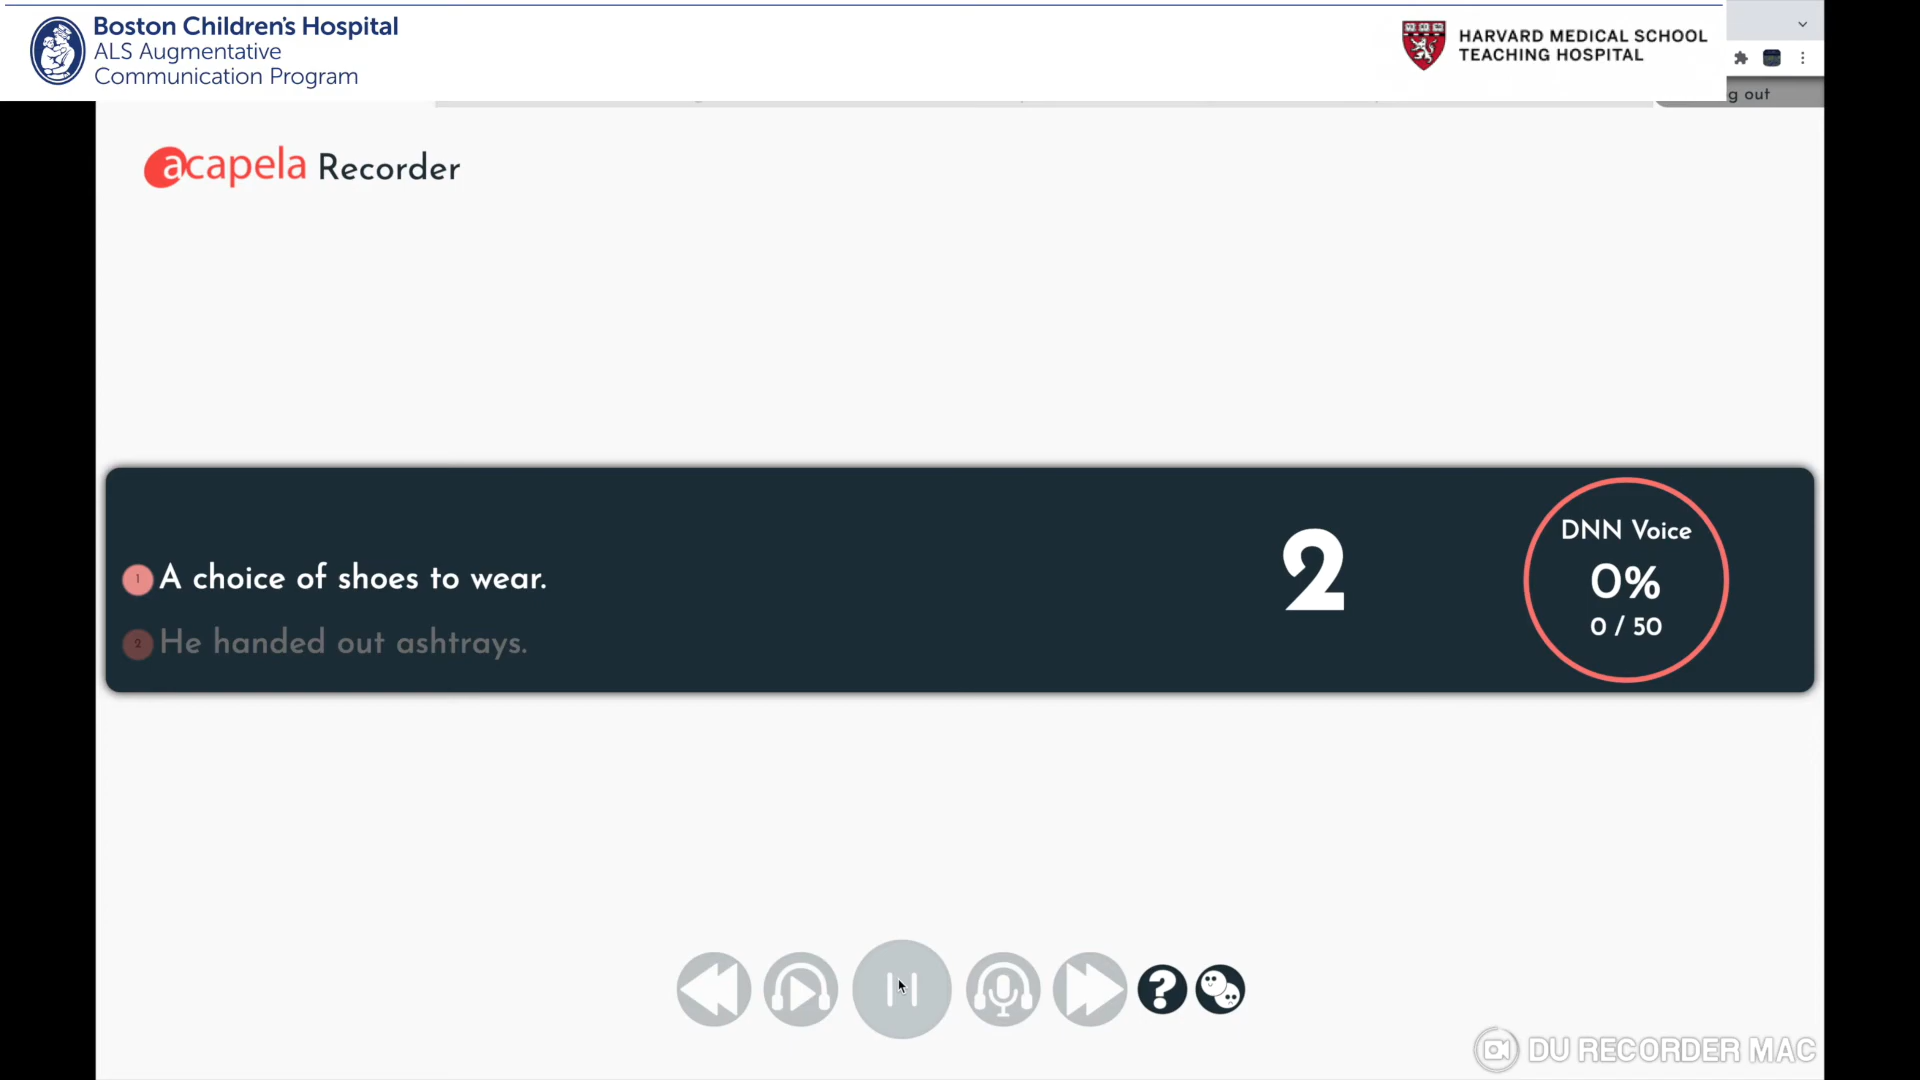 Boston Children's Hospital
ALS Augmentative
Communication Program
HARVARD MEDICAL SCHOOL
TEACHING HOSPITAL
g out
acapela Recorder
1 A choice of shoes to wear.
2 He handed out ashtrays.
2
DNN Voice
0%
0 / 50
?
DU RECORDER MAC